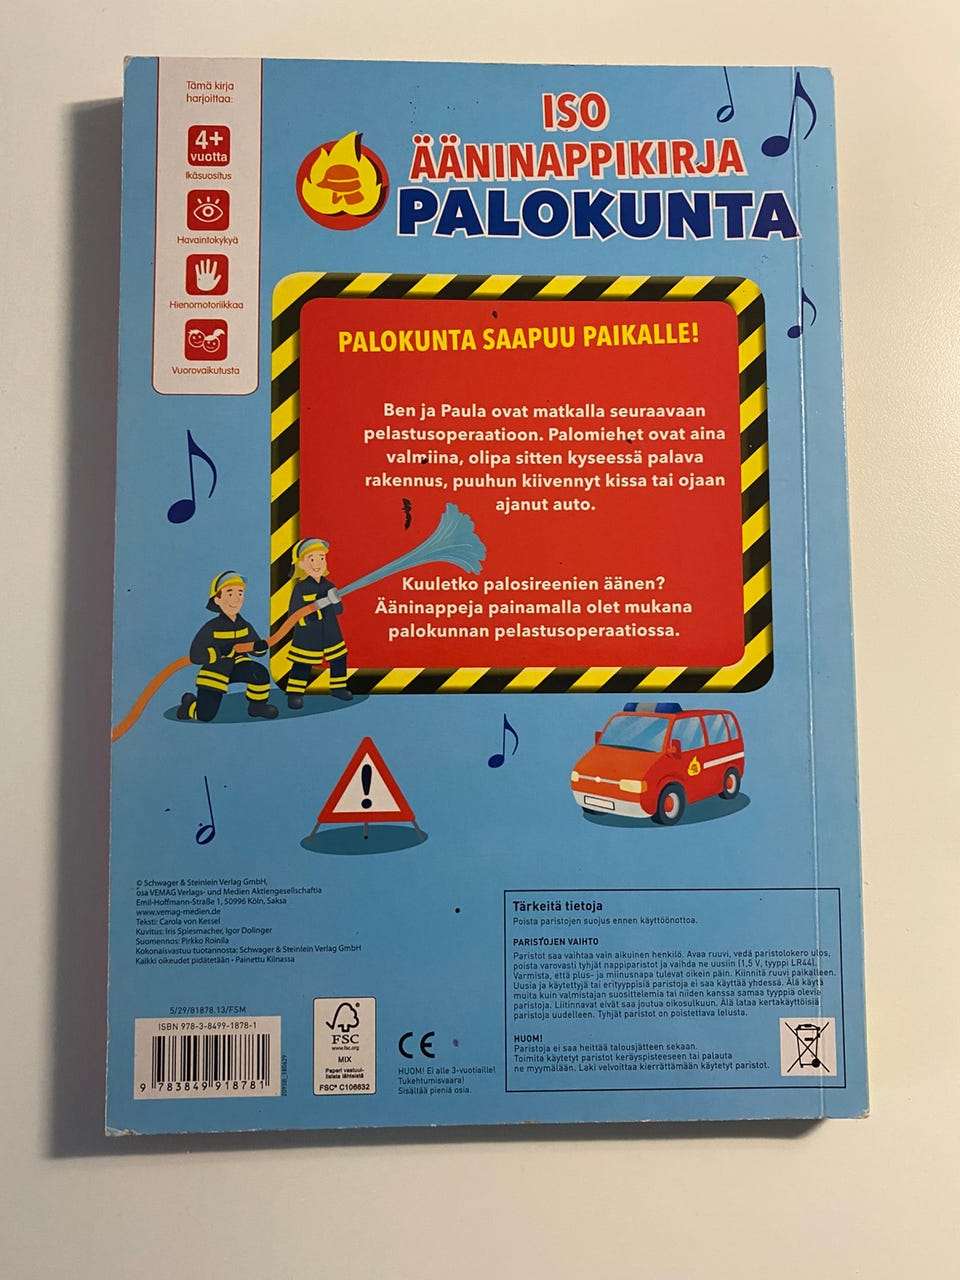 Tämä kirja
harjoittaa:
4+
vuotta
Ikäsuositus
Havaintokykyä
Hienomotoriikkaa
Vuorovaikutusta
ISO
ÄÄNINAPPIKIRJA
PALOKUNTA
PALOKUNTA SAAPUU PAIKALLE!
Ben ja Paula ovat matkalla seuraavaan
pelastusoperaatioon. Palomiehet ovat aina
valmiina, olipa sitten kyseessä palava
rakennus, puuhun kiivennyt kissa tai ojaan
ajanut auto.
Kuuletko palosireenien äänen?
Ääninappeja painamalla olet mukana
palokunnan pelastusoperaatiossa.
© Schwager & Steinlein Verlag GmbH,
osa VEMAG Verlags- und Medien Aktiengesellschaftia
Emil-Hoffmann-Straße 1, 50996 Köln, Saksa
www.vemag-medien.de
Teksti: Carola von Kessel
Kuvitus: Iris Spiesmacher, Igor Dolinger
Suomennos: Pirkko Roinila
Kokonaisvastuu tuotannosta: Schwager & Steinlein Verlag GmbH
Kaikki oikeudet pidätetään • Painettu Kiinassa
5/29/81878.13/FSM
ISBN 978-3-8499-1878-1
9 783849 918781
FSC
www.fsc.org
MIX
Paperi vastuul-
lisista lähteistä
FSC® C106632
CE
HUOM! Ei alle 3-vuotiaille!
Tukehtumisvaara!
Sisältää pieniä osia.
Tärkeitä tietoja
Poista paristojen suojus ennen käyttöönottoa.
PARISTOJEN VAIHTO
Paristot saa vaihtaa vain aikuinen henkilö. Avaa ruuvi, vedä paristolokero ulos,
poista varovasti tyhjät nappiparistot ja vaihda ne uusiin (1,5 V, tyyppi LR44).
Varmista, että plus- ja miinusnapa tulevat oikein päin. Kiinnitä ruuvi paikalleen.
Uusia ja käytettyjä tai erityyppisiä paristoja ei saa käyttää yhdessä. Älä käytä
muita kuin valmistajan suosittelemia tai niiden kanssa samaa tyyppiä olevia
paristoja. Liitinnavat eivät saa joutua oikosulkuun. Älä lataa kertakäyttöisiä
paristoja uudelleen. Tyhjät paristot on poistettava lelusta.
HUOM!
Paristoja ei saa heittää talousjätteen sekaan.
Toimita käytetyt paristot keräyspisteeseen tai palauta
ne myymälään. Laki velvoittaa kierrättämään käytetyt paristot.